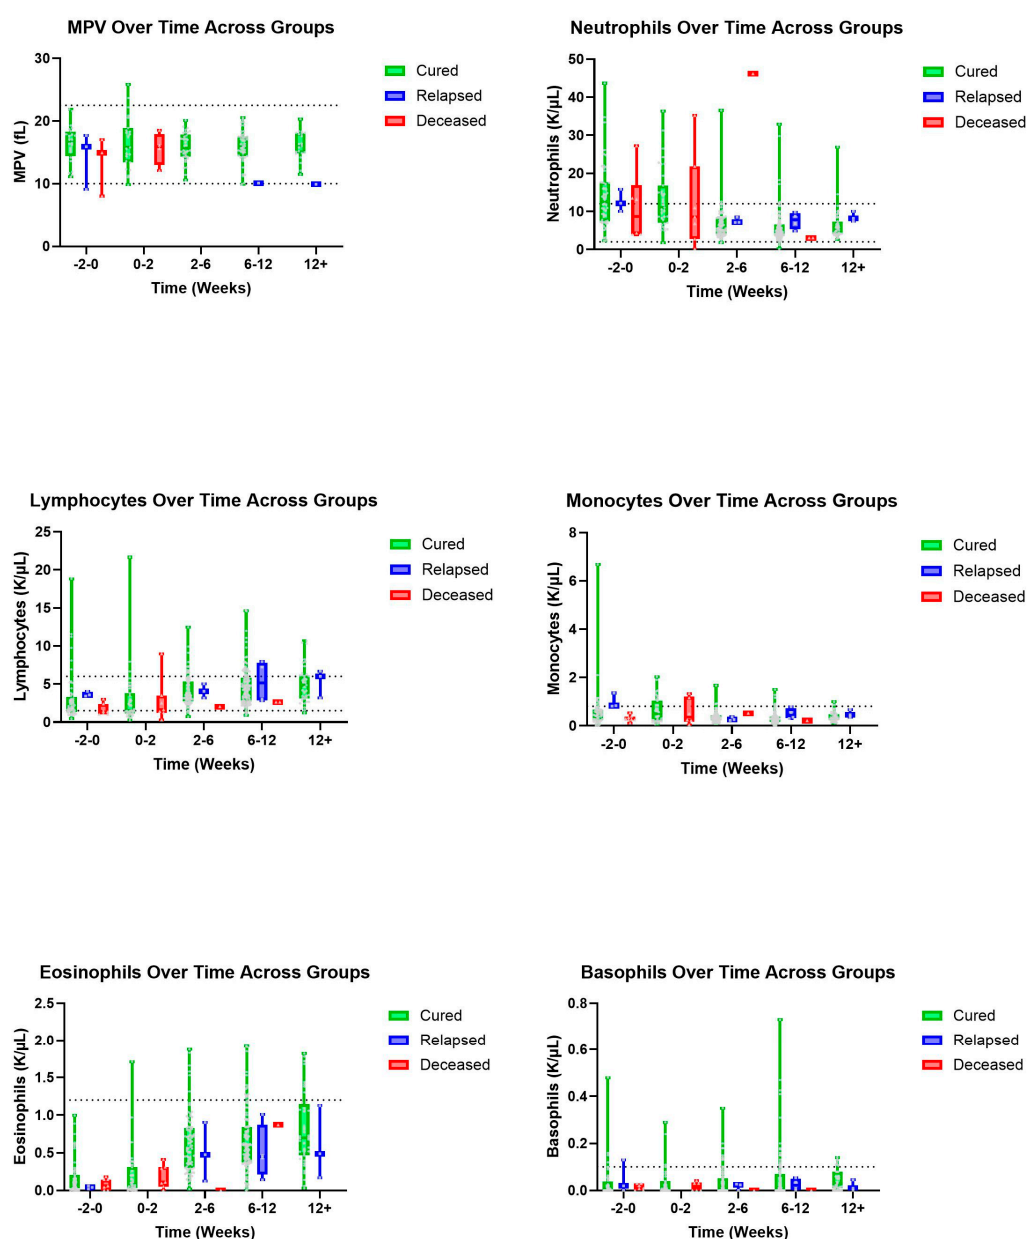 MPV Over Time Across Groups
30
20
10
0
MPV (fL)
-2-0
0-2
2-6
6-12
12+
Time (Weeks)
Cured
Relapsed
Deceased
Neutrophils Over Time Across Groups
50
40
30
20
10
0
Neutrophils (K/µL)
-2-0
0-2
2-6
6-12
12+
Time (Weeks)
Cured
Relapsed
Deceased
Lymphocytes Over Time Across Groups
25
20
15
10
5
0
Lymphocytes (K/µL)
-2-0
0-2
2-6
6-12
12+
Time (Weeks)
Cured
Relapsed
Deceased
Monocytes Over Time Across Groups
8
6
4
2
0
Monocytes (K/µL)
-2-0
0-2
2-6
6-12
12+
Time (Weeks)
Cured
Relapsed
Deceased
Eosinophils Over Time Across Groups
2.5
2.0
1.5
1.0
0.5
0.0
Eosinophils (K/µL)
-2-0
0-2
2-6
6-12
12+
Time (Weeks)
Cured
Relapsed
Deceased
Basophils Over Time Across Groups
0.8
0.6
0.4
0.2
0.0
Basophils (K/µL)
-2-0
0-2
2-6
6-12
12+
Time (Weeks)
Cured
Relapsed
Deceased